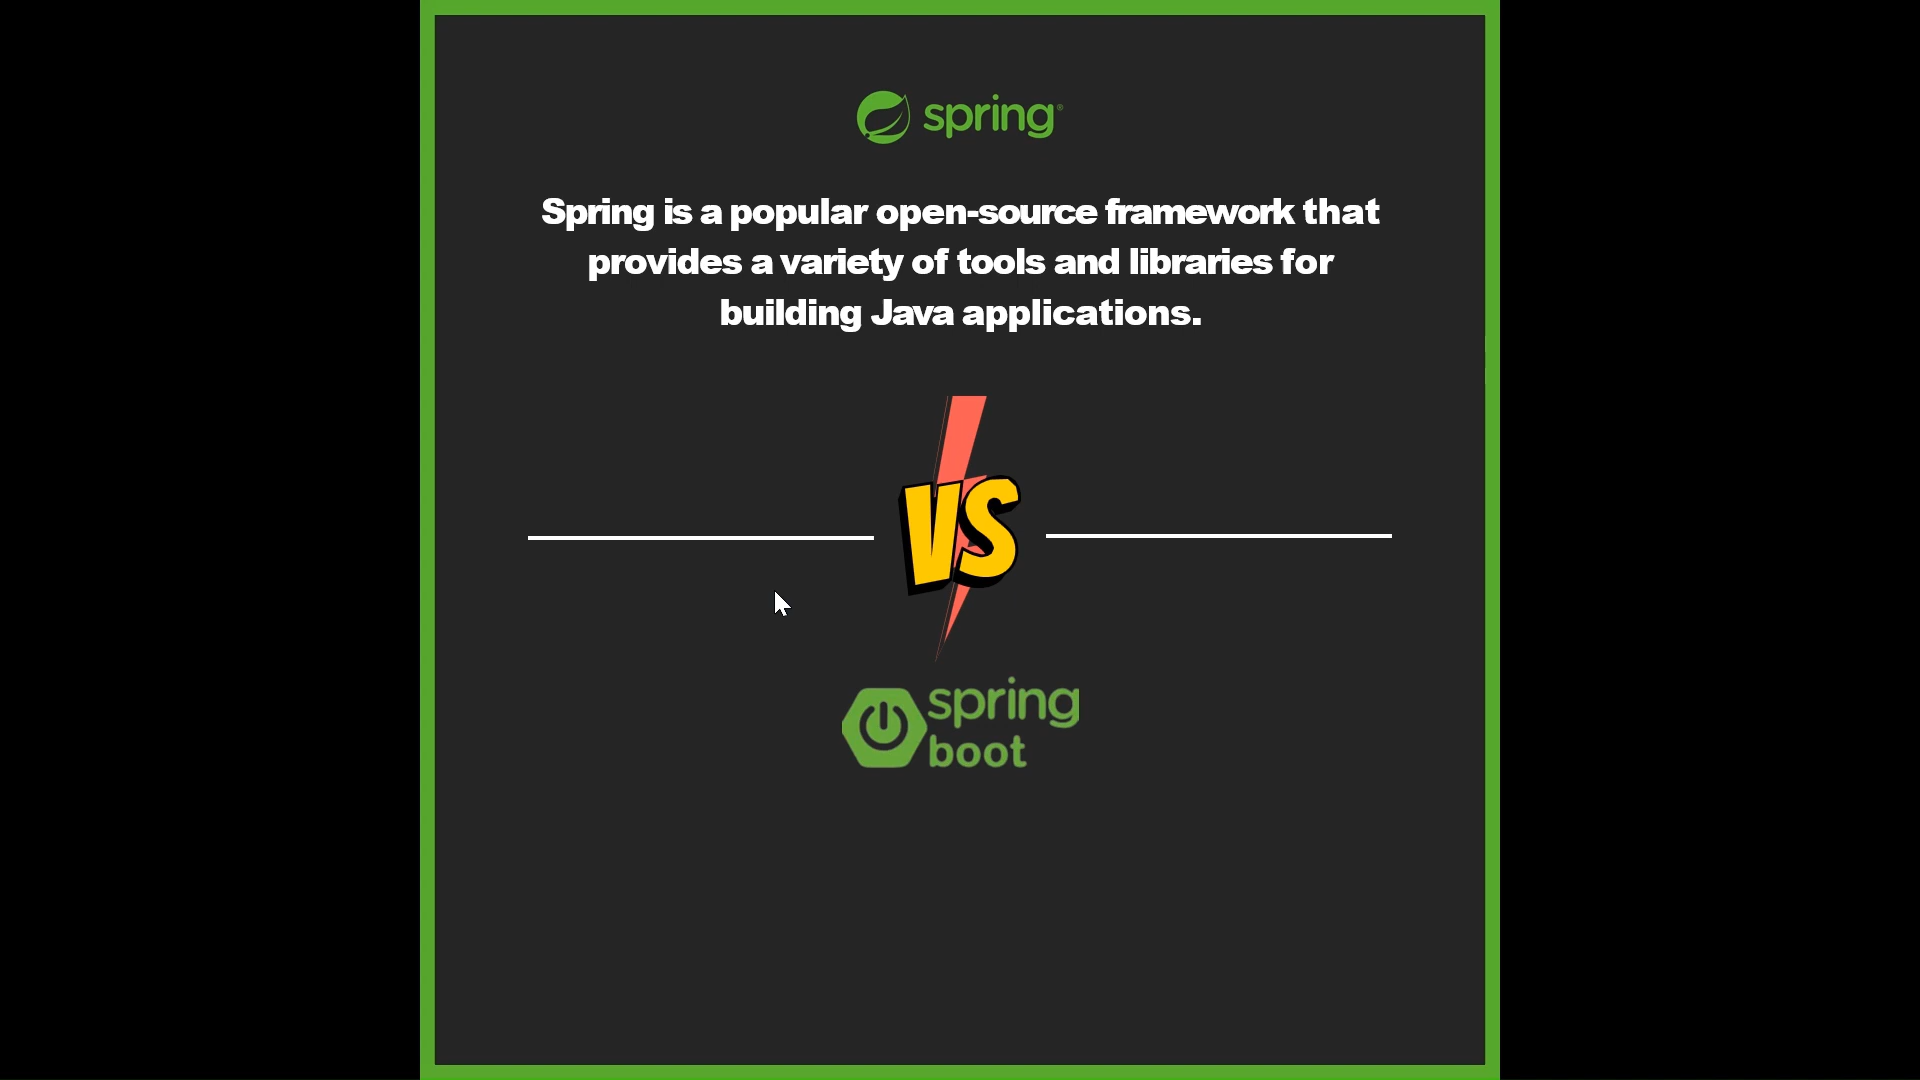 spring®
Spring is a popular open-source framework that
provides a variety of tools and libraries for
building Java applications.
VS
spring
boot